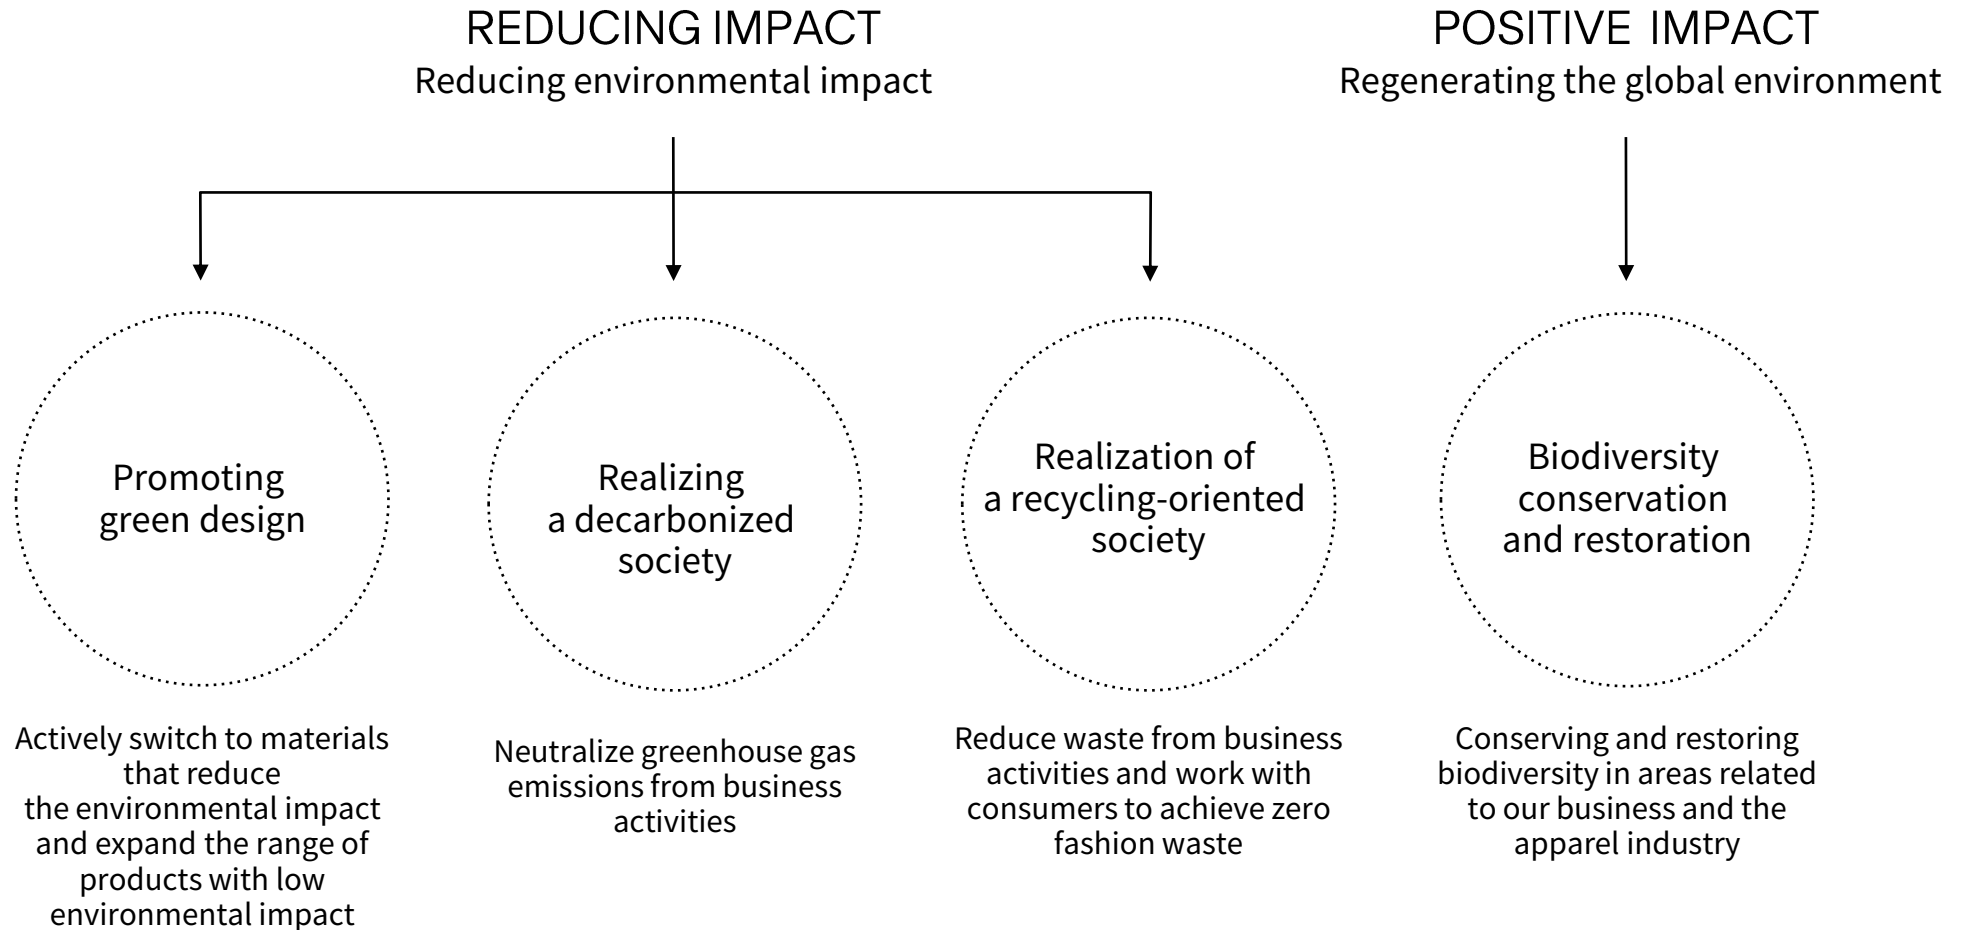 REDUCING IMPACT
Reducing environmental impact
POSITIVE IMPACT
Regenerating the global environment
Promoting
green design
Realizing
a decarbonized
society
Realization of
a recycling-oriented
society
Biodiversity
conservation
and restoration
Actively switch to materials
that reduce
the environmental impact
and expand the range of
products with low
environmental impact
Neutralize greenhouse gas
emissions from business
activities
Reduce waste from business
activities and work with
consumers to achieve zero
fashion waste
Conserving and restoring
biodiversity in areas related
to our business and the
apparel industry